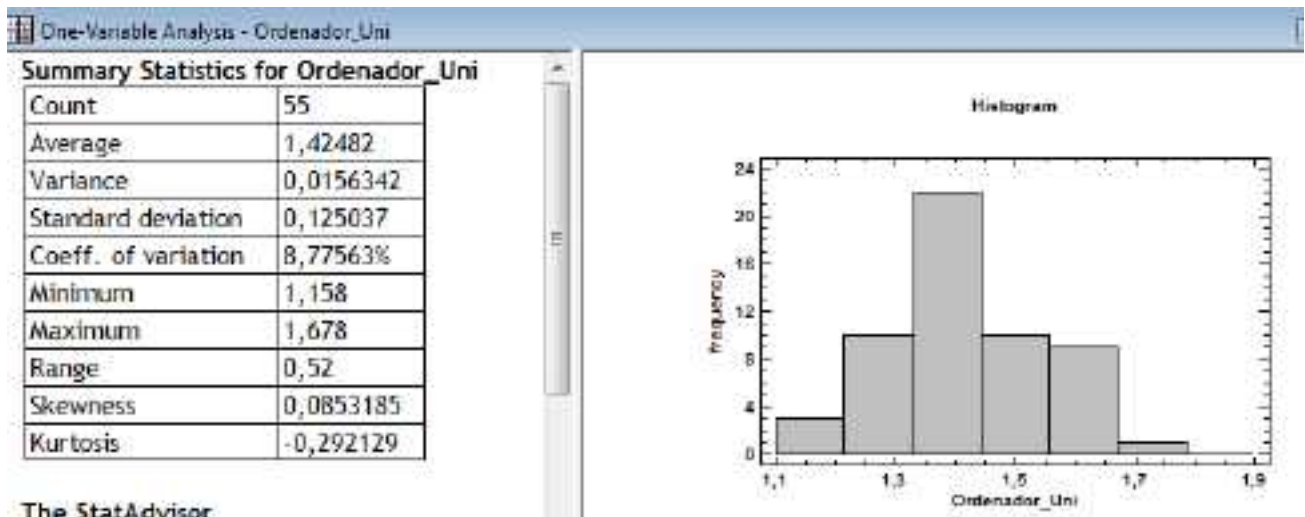 One-Variable Analysis - Ordenador_Uni
Summary Statistics for Ordenador_Uni
Count 55
Average 1,42482
Variance 0,0156342
Standard deviation 0,125037
Coeff. of variation 8,77563%
Minimum 1,158
Maximum 1,678
Range 0,52
Skewness 0,0853185
Kurtosis -0,292129
The StatAdvisor
Histogram
24
20
16
12
8
4
0
frequency
1,1 1,3 1,5 1,7 1,9
Ordenador_Uni